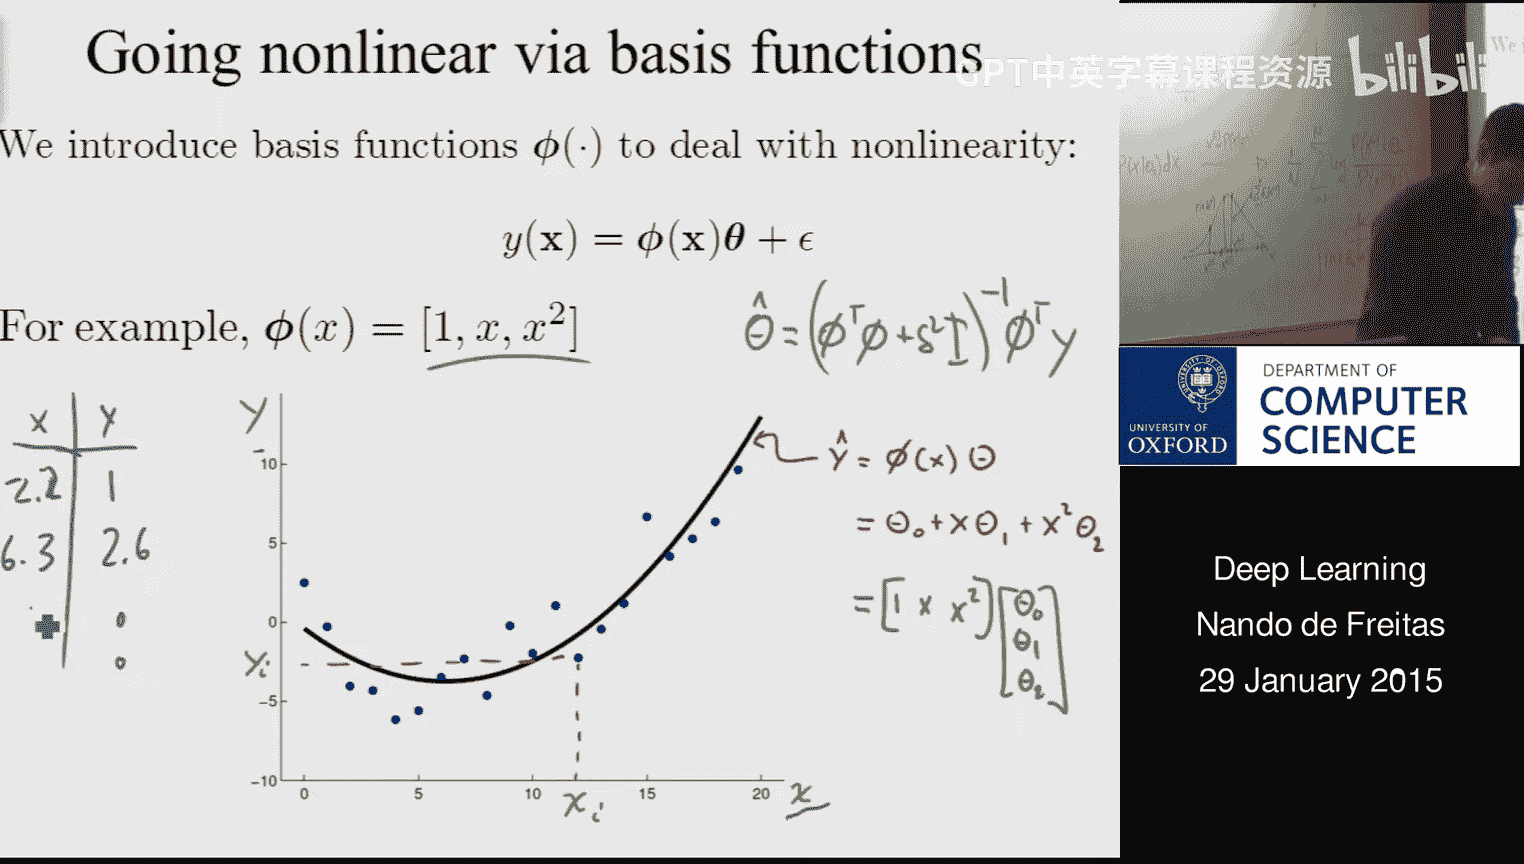 Going nonlinear via basis functions
GPT中英字幕课程资源 bilibili
We introduce basis functions ϕ(·) to deal with nonlinearity:
y(x) = ϕ(x)θ + ϵ
For example, ϕ(x) = [1, x, x²]
θ̂ = (ϕᵀϕ + δ²I)⁻¹ ϕᵀy
x y
2.2 1
6.3 2.6
y
10
5
0
yᵢ
−5
−10
0 5 10 xᵢ 15 20 x
ŷ = ϕ(x) θ
= θ₀ + xθ₁ + x²θ₂
= [1 x x²] [θ₀
θ₁
θ₂]
UNIVERSITY OF
OXFORD
DEPARTMENT OF
COMPUTER
SCIENCE
Deep Learning
Nando de Freitas
29 January 2015